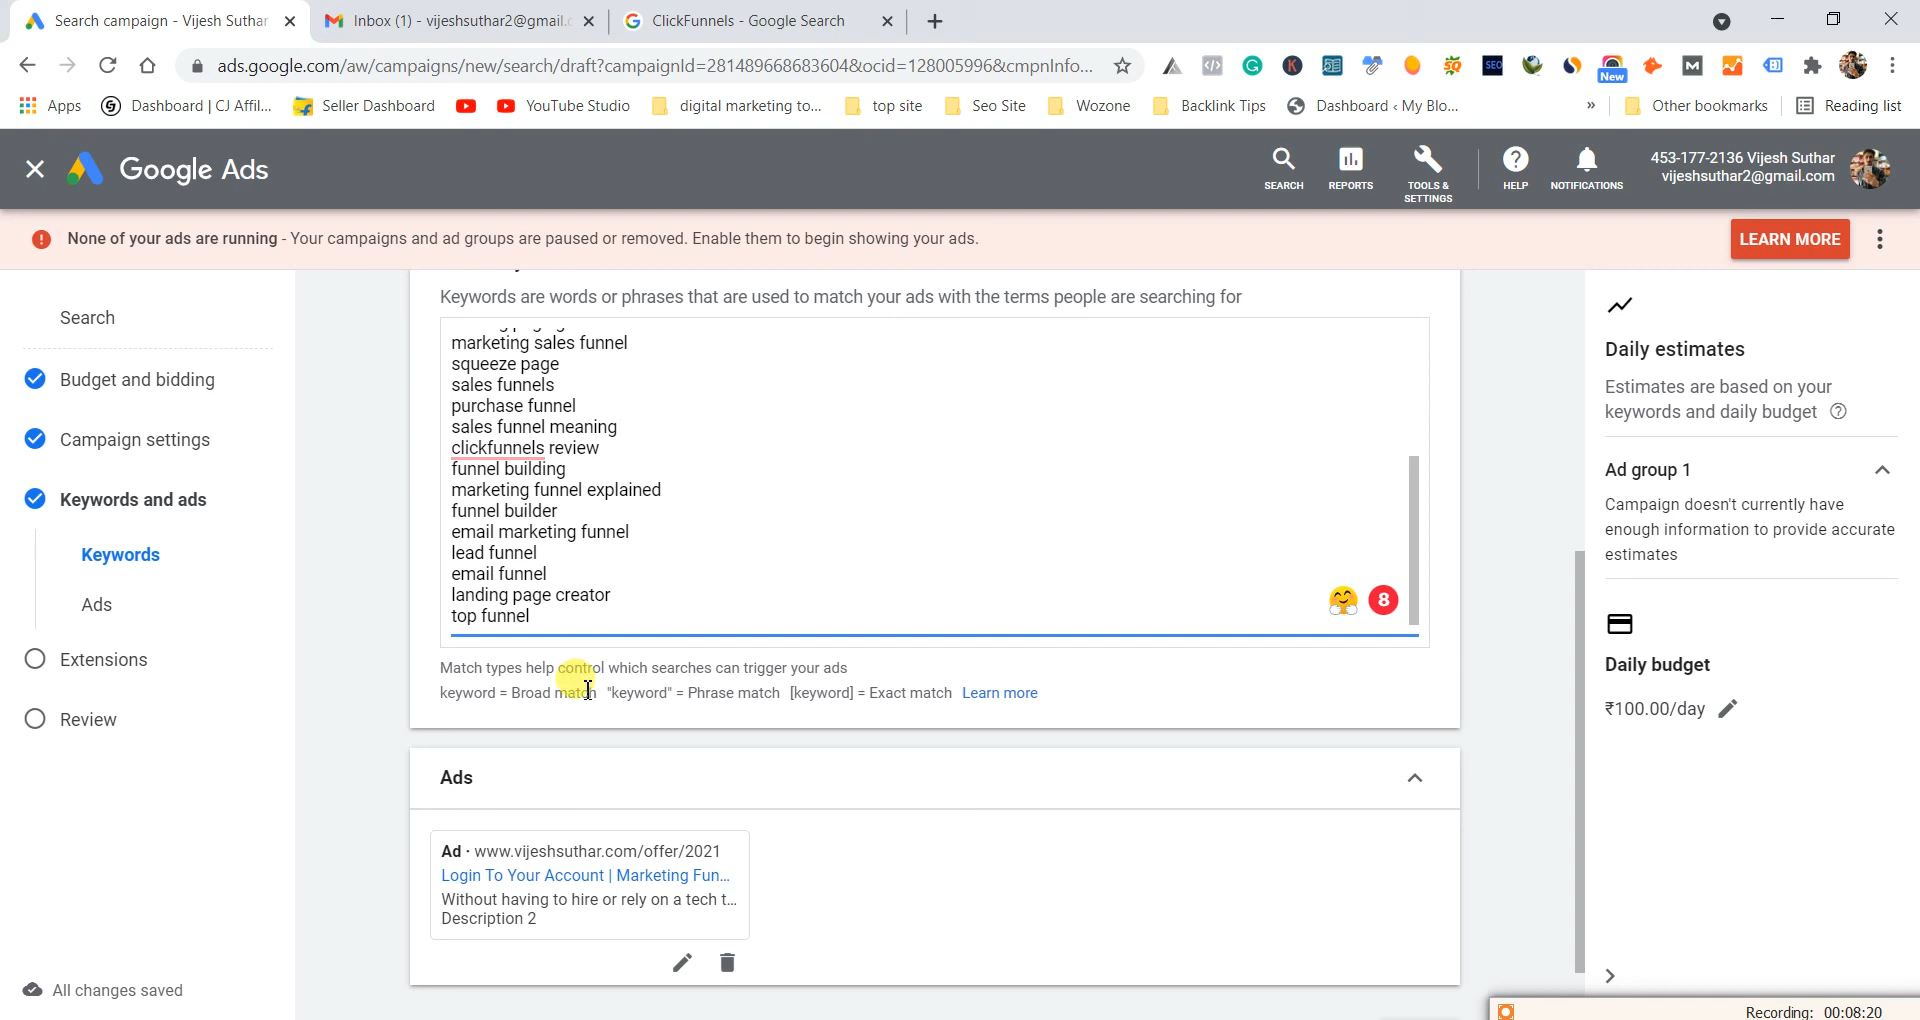 Search campaign - Vijesh Suthar
Inbox (1) - vijeshsuthar2@gmail.c
ClickFunnels - Google Search
ads.google.com/aw/campaigns/new/search/draft?campaignId=281489668683604&ocid=128005996&cmpnInfo...
New
Apps
Dashboard | CJ Affil...
Seller Dashboard
YouTube Studio
digital marketing to...
top site
Seo Site
Wozone
Backlink Tips
Dashboard ‹ My Blo...
»
Other bookmarks
Reading list
Google Ads
SEARCH
REPORTS
TOOLS &
SETTINGS
HELP
NOTIFICATIONS
453-177-2136 Vijesh Suthar
vijeshsuthar2@gmail.com
None of your ads are running - Your campaigns and ad groups are paused or removed. Enable them to begin showing your ads.
LEARN MORE
Search
Budget and bidding
Campaign settings
Keywords and ads
Keywords
Ads
Extensions
Review
All changes saved
Keywords are words or phrases that are used to match your ads with the terms people are searching for
marketing sales funnel
squeeze page
sales funnels
purchase funnel
sales funnel meaning
clickfunnels review
funnel building
marketing funnel explained
funnel builder
email marketing funnel
lead funnel
email funnel
landing page creator
top funnel
8
Match types help control which searches can trigger your ads
keyword = Broad match "keyword" = Phrase match [keyword] = Exact match Learn more
Ads
Ad · www.vijeshsuthar.com/offer/2021
Login To Your Account | Marketing Fun...
Without having to hire or rely on a tech t...
Description 2
Daily estimates
Estimates are based on your
keywords and daily budget
Ad group 1
Campaign doesn't currently have
enough information to provide accurate
estimates
Daily budget
₹100.00/day
Recording: 00:08:20